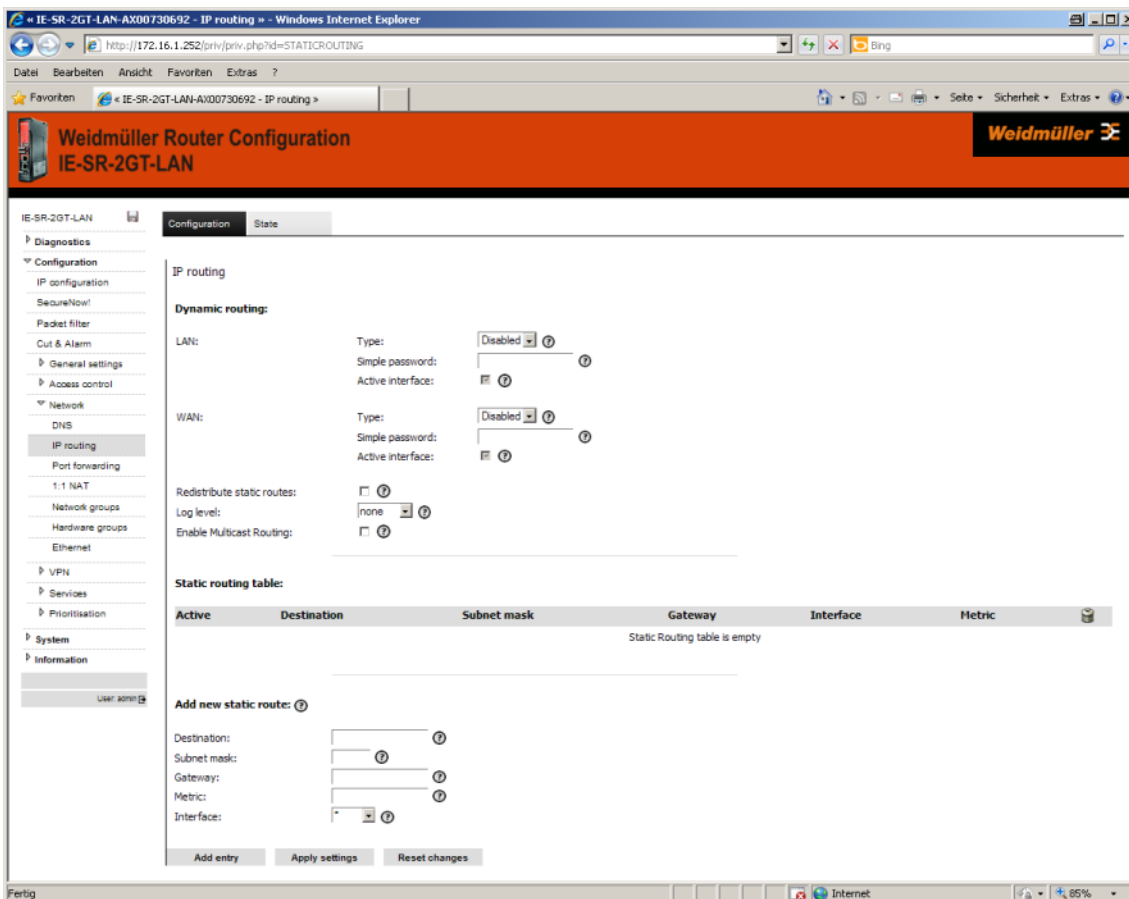 « IE-SR-2GT-LAN-AX00730692 - IP routing » - Windows Internet Explorer
http://172.16.1.252/priv/priv.php?id=STATICROUTING
Bing
Datei Bearbeiten Ansicht Favoriten Extras ?
Favoriten « IE-SR-2GT-LAN-AX00730692 - IP routing » Seite Sicherheit Extras
Weidmüller Router Configuration
IE-SR-2GT-LAN
Weidmüller
IE-SR-2GT-LAN
Diagnostics
Configuration
IP configuration
SecureNow!
Packet filter
Cut & Alarm
General settings
Access control
Network
DNS
IP routing
Port forwarding
1:1 NAT
Network groups
Hardware groups
Ethernet
VPN
Services
Prioritisation
System
Information
User: admin
Configuration State
IP routing
Dynamic routing:
LAN: Type: Disabled
Simple password:
Active interface:
WAN: Type: Disabled
Simple password:
Active interface:
Redistribute static routes:
Log level: none
Enable Multicast Routing:
Static routing table:
Active Destination Subnet mask Gateway Interface Metric
Static Routing table is empty
Add new static route:
Destination:
Subnet mask:
Gateway:
Metric:
Interface: *
Add entry Apply settings Reset changes
Fertig Internet 85%